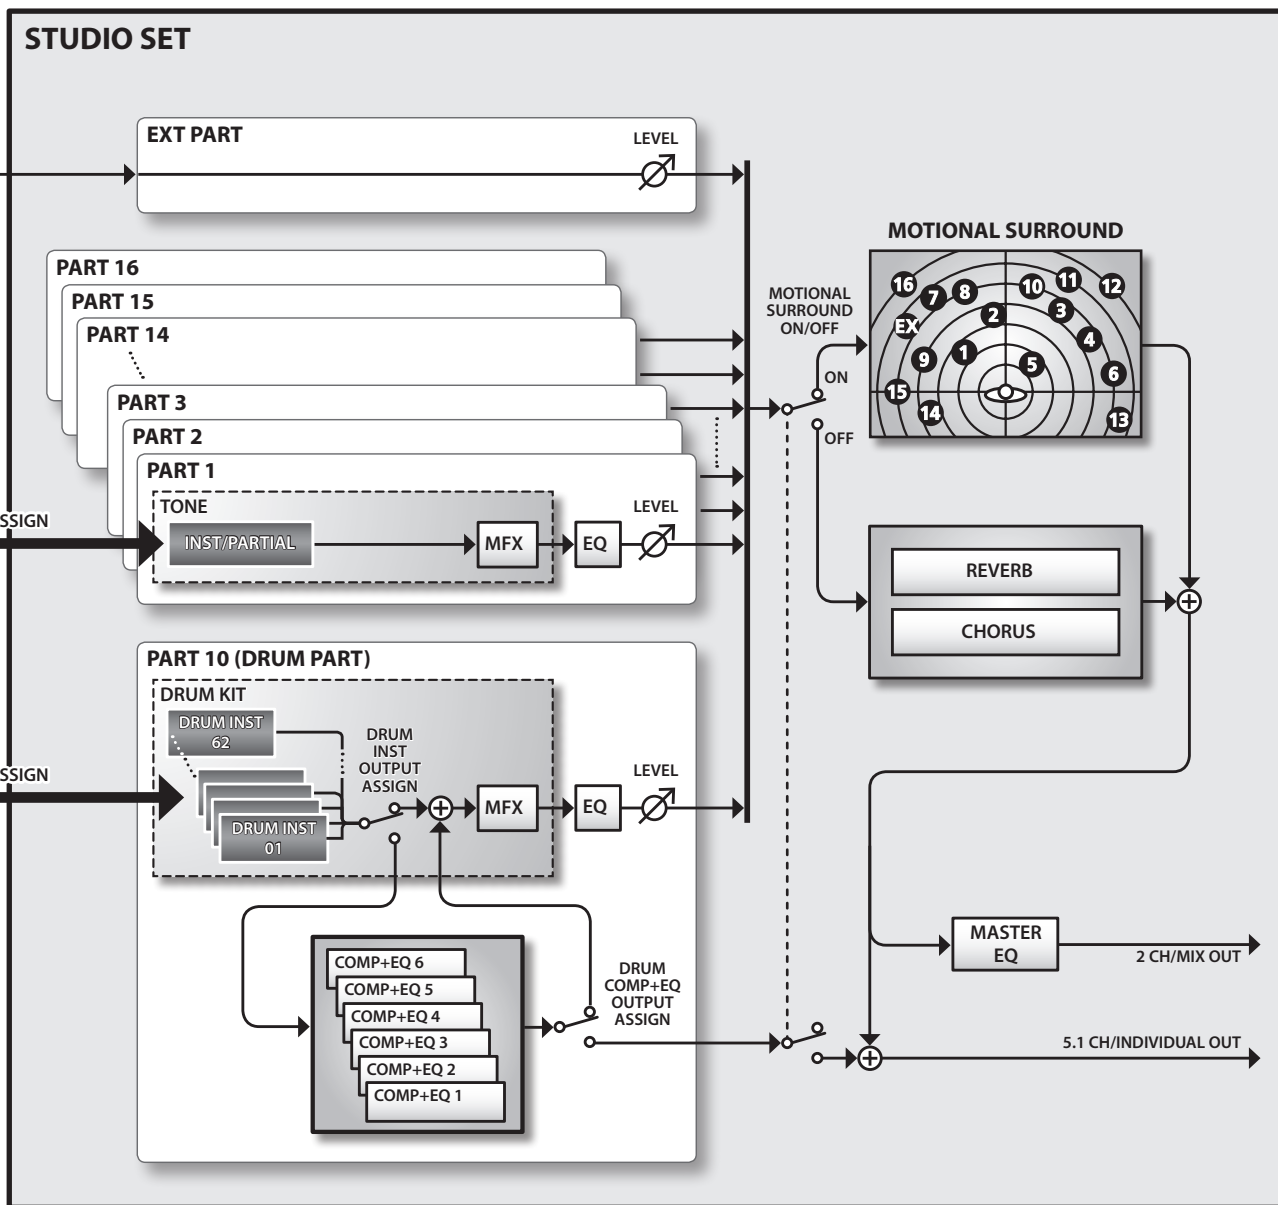 STUDIO SET
EXT PART
LEVEL
PART 16
PART 15
PART 14
PART 3
PART 2
PART 1
TONE
INST/PARTIAL
MFX
EQ
LEVEL
SSIGN
MOTIONAL
SURROUND
ON/OFF
ON
OFF
MOTIONAL SURROUND
16
7
8
10
11
12
EX
2
3
9
1
5
4
6
15
14
13
REVERB
CHORUS
PART 10 (DRUM PART)
DRUM KIT
DRUM INST
62
DRUM INST
01
DRUM
INST
OUTPUT
ASSIGN
MFX
EQ
LEVEL
SSIGN
COMP+EQ 6
COMP+EQ 5
COMP+EQ 4
COMP+EQ 3
COMP+EQ 2
COMP+EQ 1
DRUM
COMP+EQ
OUTPUT
ASSIGN
MASTER
EQ
2 CH/MIX OUT
5.1 CH/INDIVIDUAL OUT